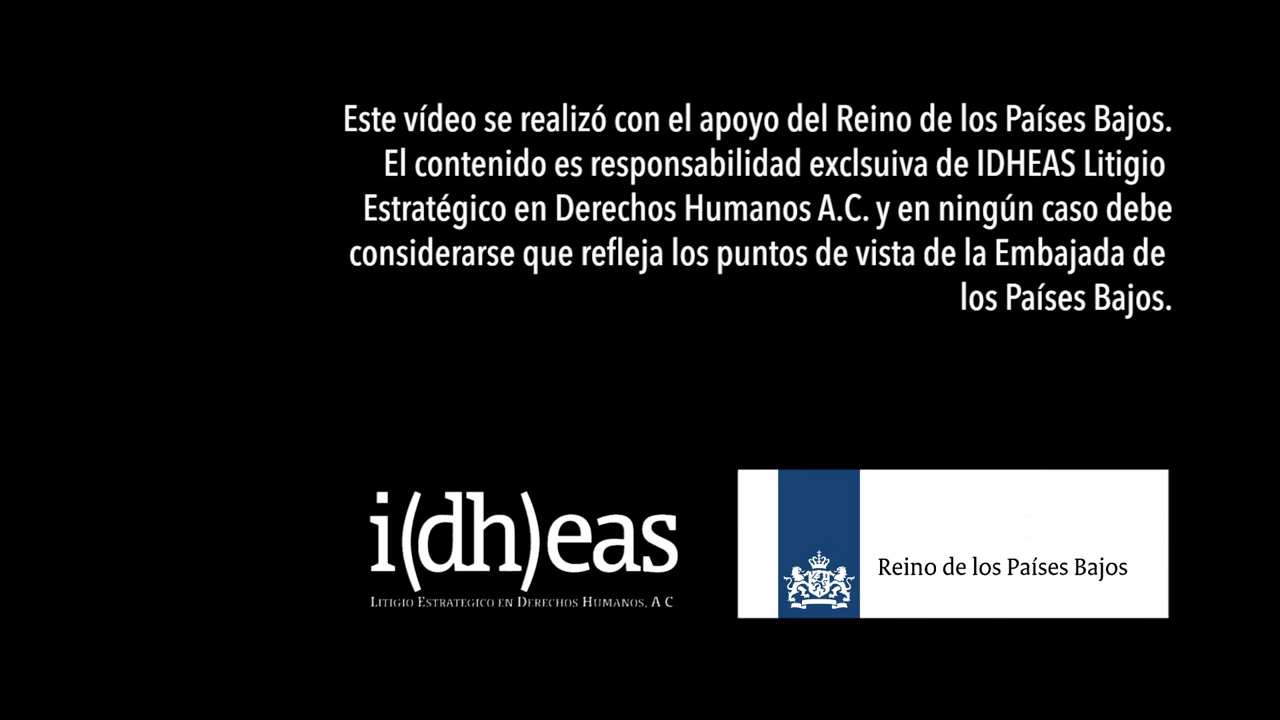 Este vídeo se realizó con el apoyo del Reino de los Países Bajos.
El contenido es responsabilidad exclsuiva de IDHEAS Litigio
Estratégico en Derechos Humanos A.C. y en ningún caso debe
considerarse que refleja los puntos de vista de la Embajada de
los Países Bajos.
i(dh)eas
LITIGIO ESTRATEGICO EN DERECHOS HUMANOS, A C
Reino de los Países Bajos